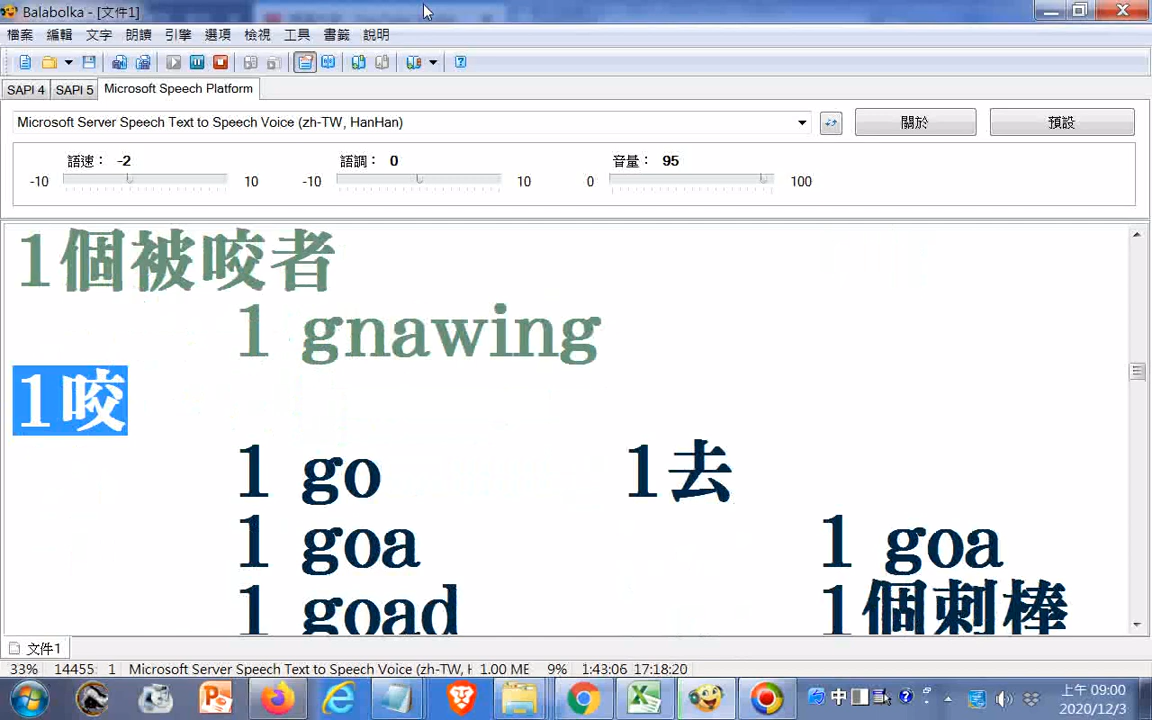 Balabolka - [文件1]
檔案 編輯 文字 朗讀 引擎 選項 檢視 工具 書籤 說明
SAPI 4 SAPI 5 Microsoft Speech Platform
Microsoft Server Speech Text to Speech Voice (zh-TW, HanHan) 關於 預設
語速： -2 語調： 0 音量： 95
-10 10 -10 10 0 100
1個被咬者
1 gnawing
1咬
1 go 1去
1 goa 1 goa
1 goad 1個刺棒
文件1
33% 14455: 1 Microsoft Server Speech Text to Speech Voice (zh-TW, H 1.00 ME 9% 1:43:06 17:18:20
中 上午 09:00
2020/12/3